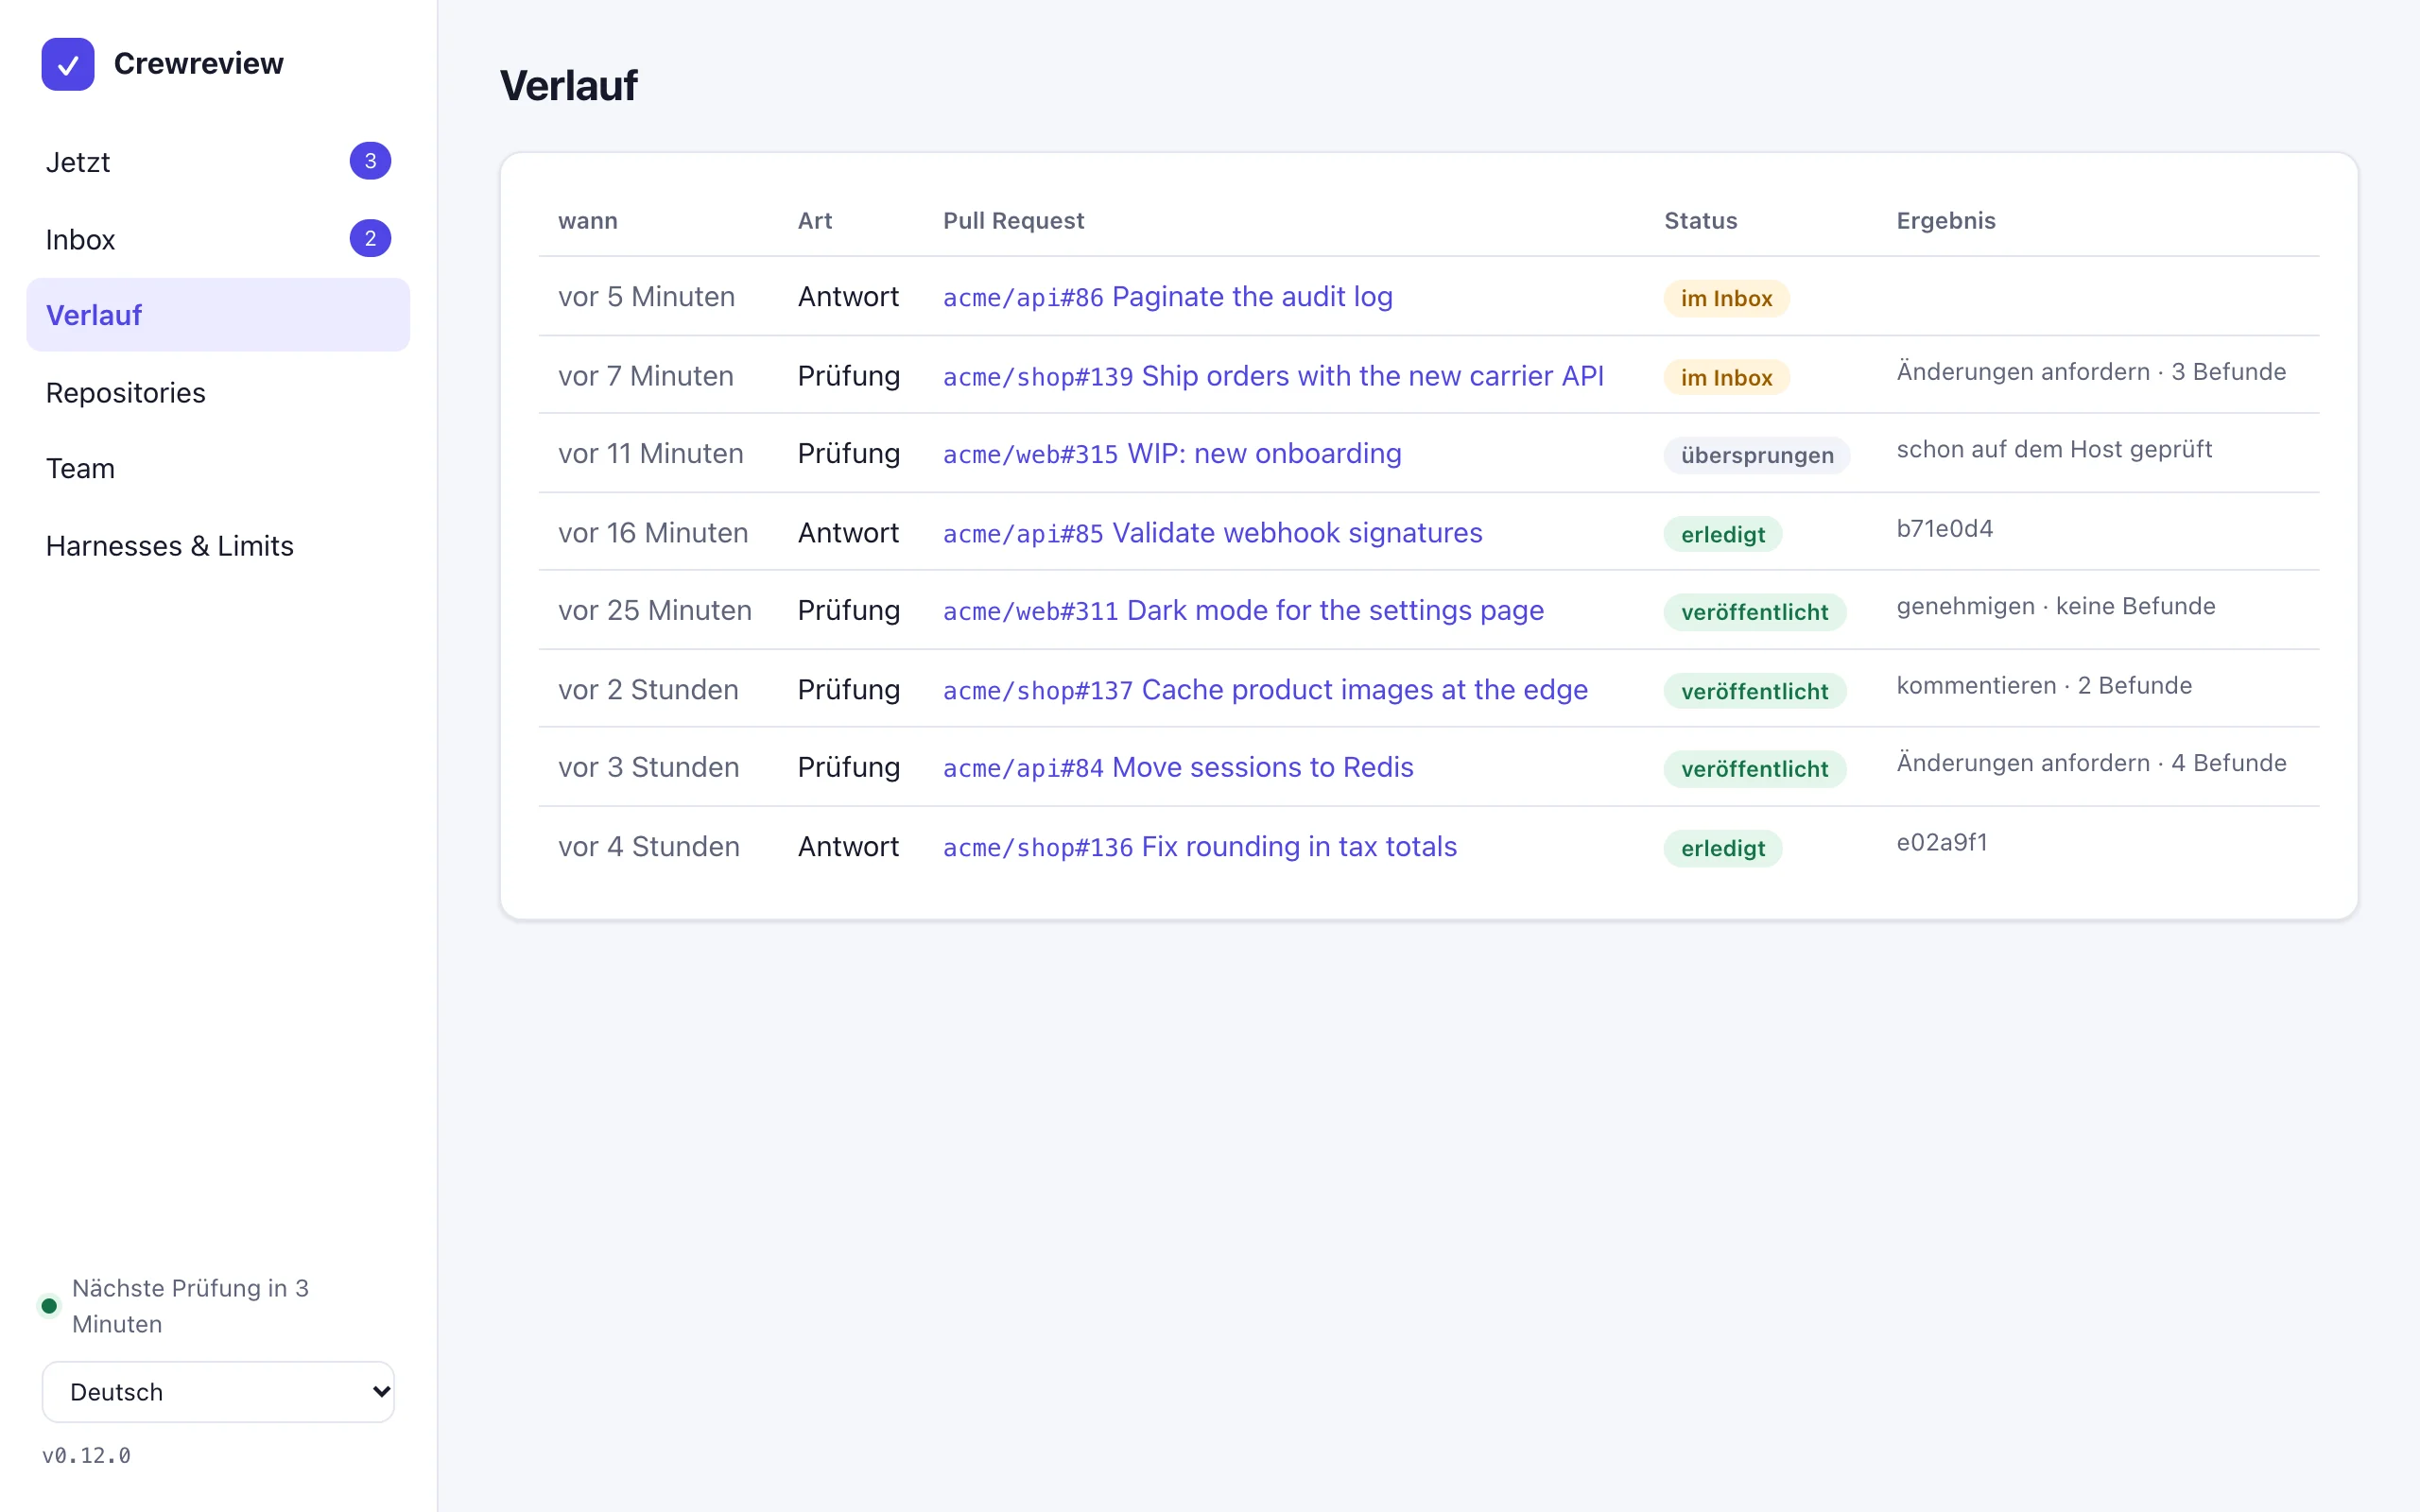 Crewreview
Jetzt 3
Inbox 2
Verlauf
Repositories
Team
Harnesses & Limits
Nächste Prüfung in 3
Minuten
Deutsch
v0.12.0
Verlauf
wann Art Pull Request Status Ergebnis
vor 5 Minuten Antwort acme/api#86 Paginate the audit log im Inbox
vor 7 Minuten Prüfung acme/shop#139 Ship orders with the new carrier API im Inbox Änderungen anfordern · 3 Befunde
vor 11 Minuten Prüfung acme/web#315 WIP: new onboarding übersprungen schon auf dem Host geprüft
vor 16 Minuten Antwort acme/api#85 Validate webhook signatures erledigt b71e0d4
vor 25 Minuten Prüfung acme/web#311 Dark mode for the settings page veröffentlicht genehmigen · keine Befunde
vor 2 Stunden Prüfung acme/shop#137 Cache product images at the edge veröffentlicht kommentieren · 2 Befunde
vor 3 Stunden Prüfung acme/api#84 Move sessions to Redis veröffentlicht Änderungen anfordern · 4 Befunde
vor 4 Stunden Antwort acme/shop#136 Fix rounding in tax totals erledigt e02a9f1